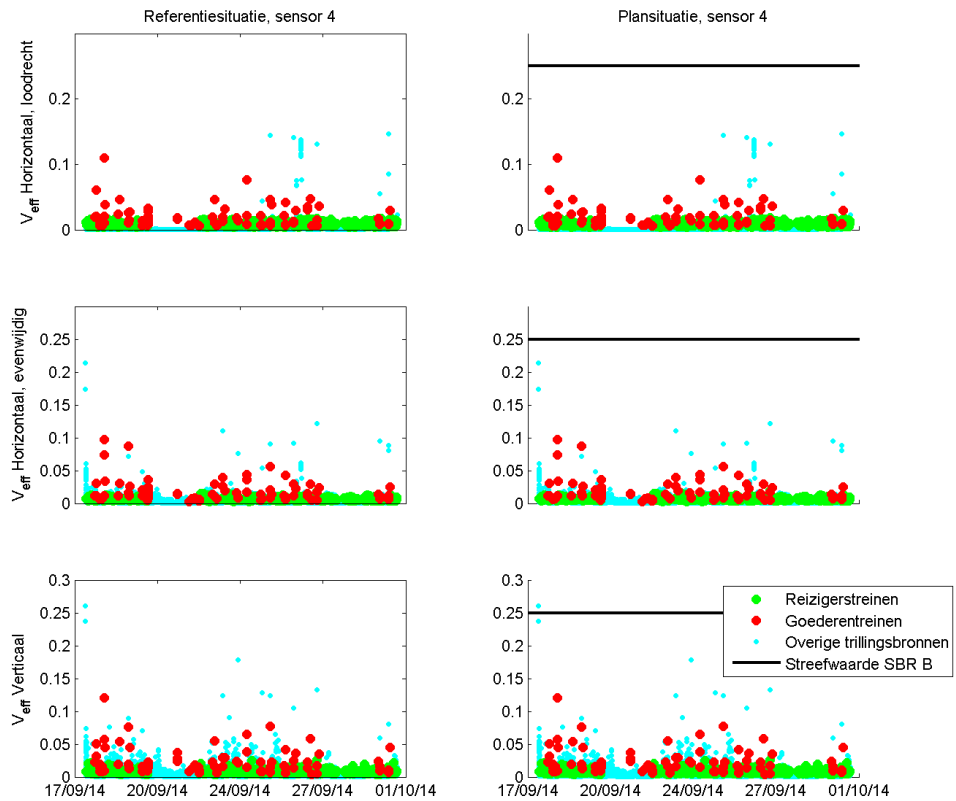 Referentiesituatie, sensor 4
Plansituatie, sensor 4
Veff Horizontaal, loodrecht
0.2
0.1
0
0.2
0.1
0
Veff Horizontaal, evenwijdig
0.25
0.2
0.15
0.1
0.05
0
0.25
0.2
0.15
0.1
0.05
0
Veff Verticaal
0.3
0.25
0.2
0.15
0.1
0.05
0
0.3
0.25
0.2
0.15
0.1
0.05
0
Reizigerstreinen
Goederentreinen
Overige trillingsbronnen
Streefwaarde SBR B
17/09/14 20/09/14 24/09/14 27/09/14 01/10/14
17/09/14 20/09/14 24/09/14 27/09/14 01/10/14